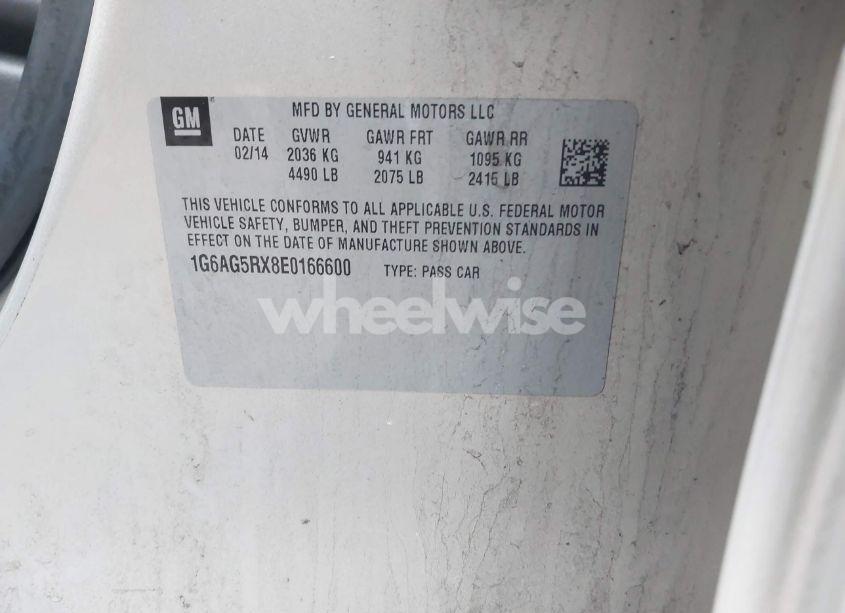 GM
MFD BY GENERAL MOTORS LLC
DATE GVWR GAWR FRT GAWR RR
02/14 2036 KG 941 KG 1095 KG
4490 LB 2075 LB 2415 LB
THIS VEHICLE CONFORMS TO ALL APPLICABLE U.S. FEDERAL MOTOR
VEHICLE SAFETY, BUMPER, AND THEFT PREVENTION STANDARDS IN
EFFECT ON THE DATE OF MANUFACTURE SHOWN ABOVE.
1G6AG5RX8E0166600 TYPE: PASS CAR
wheelwise